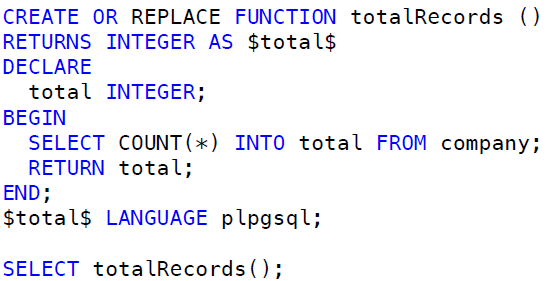 CREATE OR REPLACE FUNCTION totalRecords ()
RETURNS INTEGER AS $total$
DECLARE
  total INTEGER;
BEGIN
  SELECT COUNT(*) INTO total FROM company;
  RETURN total;
END;
$total$ LANGUAGE plpgsql;

SELECT totalRecords();